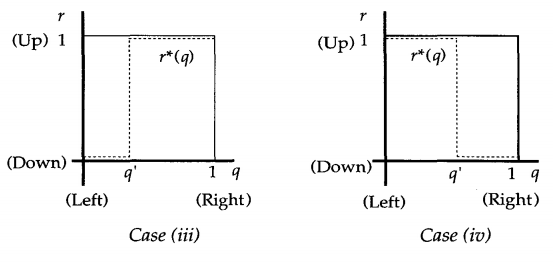 r
(Up) 1
r*(q)
(Down)
q'
1
q
(Left)
(Right)
Case (iii)
r
(Up) 1
r*(q)
(Down)
q'
1
q
(Left)
(Right)
Case (iv)